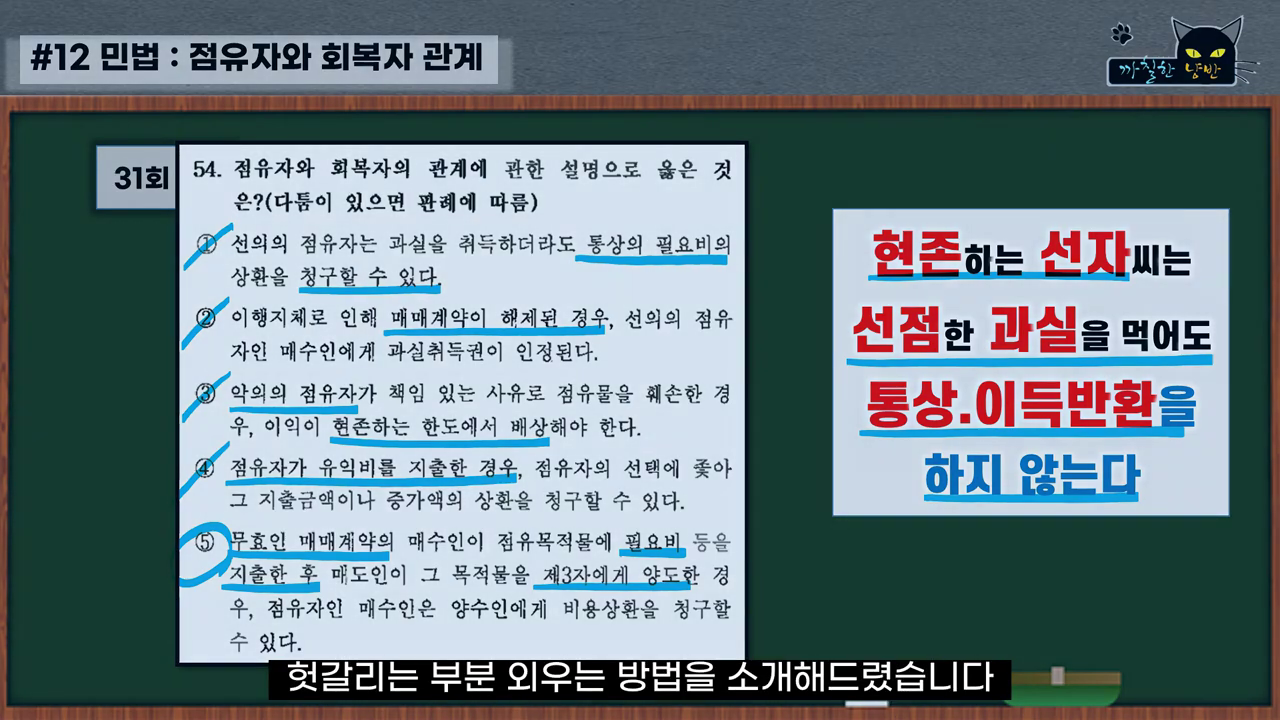 #12 민법 : 점유자와 회복자 관계
까칠한 냥반
31회
54. 점유자와 회복자의 관계에 관한 설명으로 옳은 것
은?(다툼이 있으면 판례에 따름)
① 선의의 점유자는 과실을 취득하더라도 통상의 필요비의
상환을 청구할 수 있다.
② 이행지체로 인해 매매계약이 해제된 경우, 선의의 점유
자인 매수인에게 과실취득권이 인정된다.
③ 악의의 점유자가 책임 있는 사유로 점유물을 훼손한 경
우, 이익이 현존하는 한도에서 배상해야 한다.
④ 점유자가 유익비를 지출한 경우, 점유자의 선택에 좇아
그 지출금액이나 증가액의 상환을 청구할 수 있다.
⑤ 무효인 매매계약의 매수인이 점유목적물에 필요비 등을
지출한 후 매도인이 그 목적물을 제3자에게 양도한 경
우, 점유자인 매수인은 양수인에게 비용상환을 청구할
수 있다.
현존하는 선자씨는
선점한 과실을 먹어도
통상.이득반환을
하지 않는다
헛갈리는 부분 외우는 방법을 소개해드렸습니다